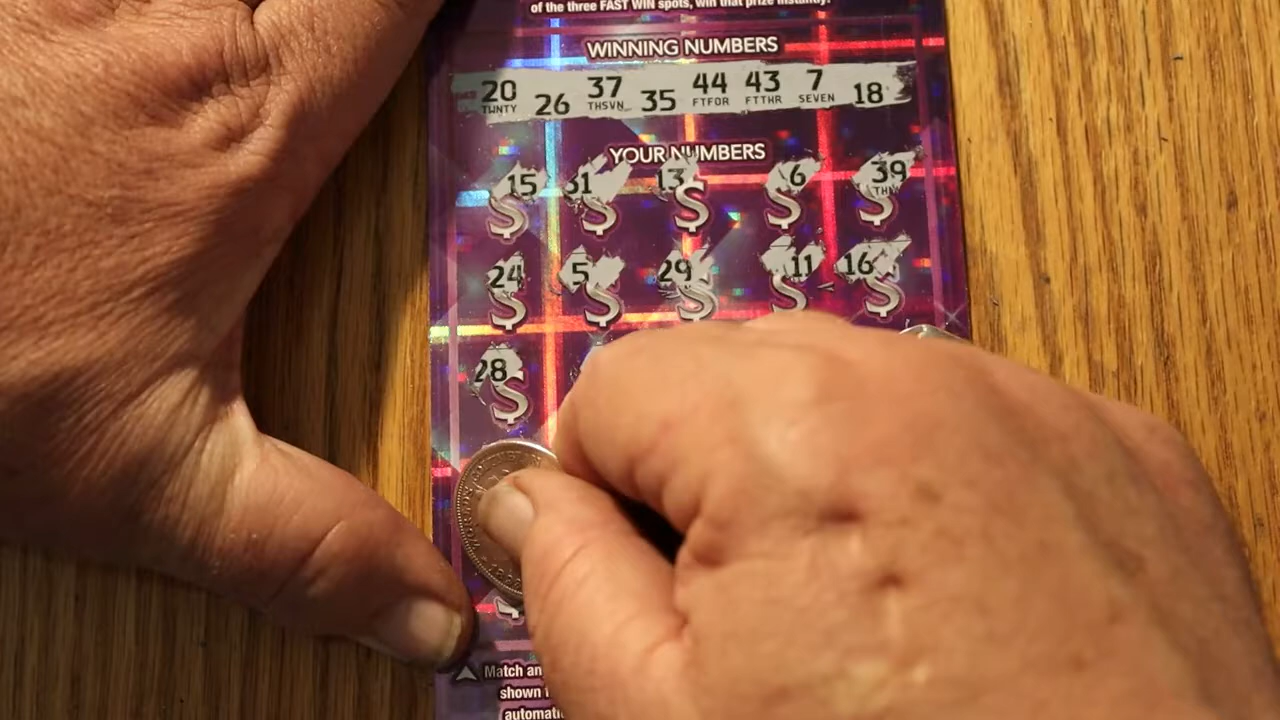 of the three FAST WIN spots, win that prize instantly!
WINNING NUMBERS
20 26 37 35 44 43 7 18
TWNTY THSVN FTFOR FTTHR SEVEN
YOUR NUMBERS
15 31 13 6 39
$ $ $ $ $
24 5 29 11 16
$ $ $ $ $
28
$
Match an
shown
automati